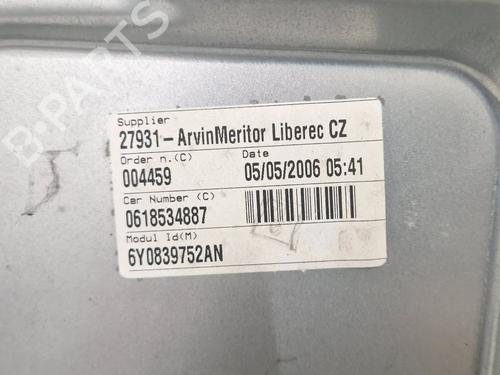 B-PARTS
Supplier
27931-ArvinMeritor Liberec CZ
Order n.(C) Date
004459 05/05/2006 05:41
Car Number (C)
0618534887
Modul Id(M)
6Y0839752AN